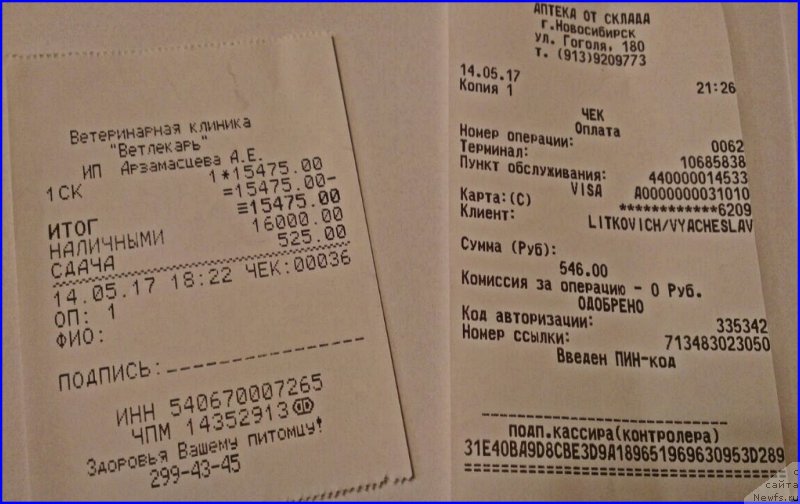 Ветеринарная клиника
"Ветлекарь"
ИП Арзамасцева А.Е.
1*15475.00
1СК =15475.00-
ИТОГ ≡15475.00
НАЛИЧНЫМИ 16000.00
СДАЧА 525.00
14.05.17 18:22 ЧЕК:00036
ОП: 1
ФИО:
ПОДПИСЬ:
ИНН 540670007265
ЧПМ 14352913
Здоровья Вашему питомцу!
299-43-45
АПТЕКА ОТ СКЛАДА
г.Новосибирск
ул. Гоголя, 180
т. (913)9209773
14.05.17 21:26
Копия 1
ЧЕК
Оплата
Номер операции: 0062
Терминал: 10685838
Пункт обслуживания: 440000014533
VISA A0000000031010
Карта:(С) ************6209
Клиент:
LITKOVICH/VYACHESLAV
Сумма (Руб):
546.00
Комиссия за операцию - 0 Руб.
ОДОБРЕНО
Код авторизации: 335342
Номер ссылки: 713483023050
Введен ПИН-код
подп.кассира(контролера)
31E40BA9D8CBE3D9A189651969630953D289
с
сайта
Newfs.ru